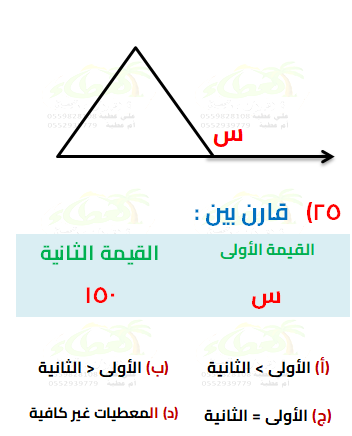 س
٢٥) قارن بين :
القيمة الأولى القيمة الثانية
س ١٥٠
(أ) الأولى > الثانية (ب) الأولى < الثانية
(ج) الأولى = الثانية (د) المعطيات غير كافية